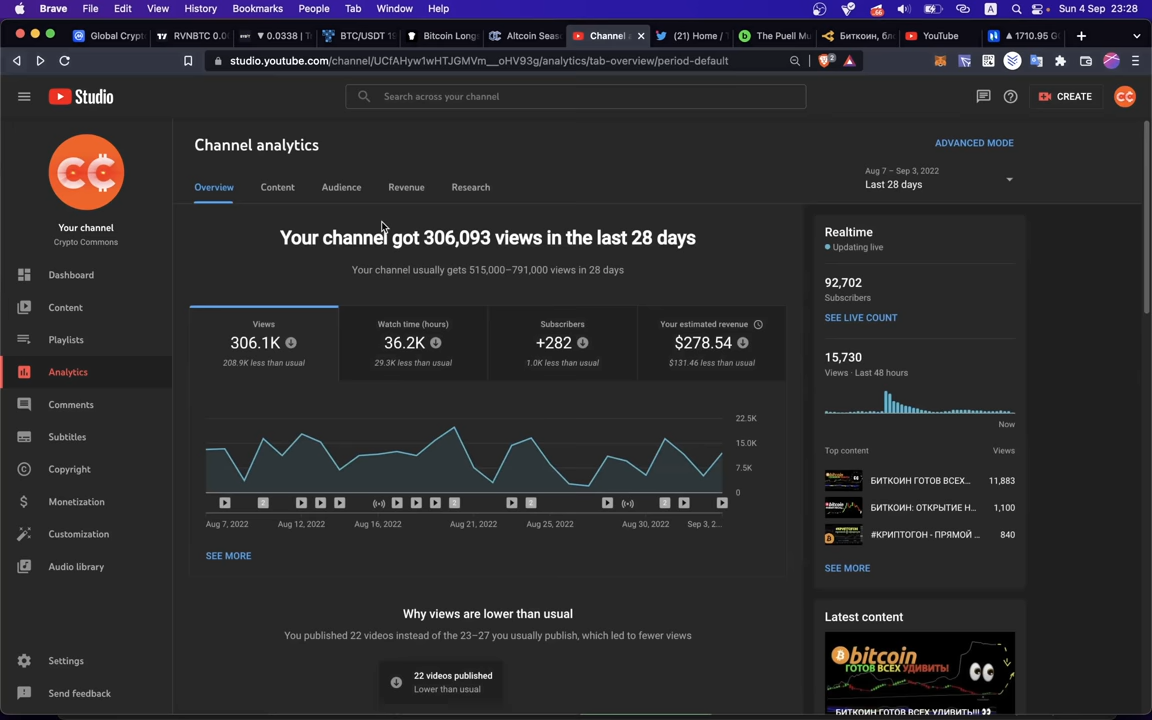 Brave File Edit View History Bookmarks People Tab Window Help
A Sun 4 Sep 23:28
Global Crypt RVNBTC 0.0 0.0338 | T BTC/USDT 15 Bitcoin Long Altcoin Seas Channel (21) Home / The Puell Mu Биткоин, бл YouTube 1710.95 G
studio.youtube.com/channel/UCfAHyw1wHTJGMVm__oHV93g/analytics/tab-overview/period-default
Studio
Search across your channel
CREATE
CC
Channel analytics
ADVANCED MODE
Aug 7 – Sep 3, 2022
Last 28 days
Overview Content Audience Revenue Research
Your channel
Crypto Commons
Dashboard
Content
Playlists
Analytics
Comments
Subtitles
Copyright
Monetization
Customization
Audio library
Settings
Send feedback
Your channel got 306,093 views in the last 28 days
Your channel usually gets 515,000–791,000 views in 28 days
Views
306.1K
208.9K less than usual
Watch time (hours)
36.2K
29.3K less than usual
Subscribers
+282
1.0K less than usual
Your estimated revenue
$278.54
$131.46 less than usual
22.5K
15.0K
7.5K
0
2 2 2 2
Aug 7, 2022 Aug 12, 2022 Aug 16, 2022 Aug 21, 2022 Aug 25, 2022 Aug 30, 2022 Sep 3, 2...
SEE MORE
Why views are lower than usual
You published 22 videos instead of the 23–27 you usually publish, which led to fewer views
22 videos published
Lower than usual
Realtime
Updating live
92,702
Subscribers
SEE LIVE COUNT
15,730
Views · Last 48 hours
Now
Top content Views
БИТКОИН ГОТОВ ВСЕХ... 11,883
БИТКОИН: ОТКРЫТИЕ Н... 1,100
#КРИПТОГОН - ПРЯМОЙ ... 840
SEE MORE
Latest content
bitcoin
ГОТОВ ВСЕХ УДИВИТЬ!
БИТКОИН ГОТОВ ВСЕХ УДИВИТЬ!!!